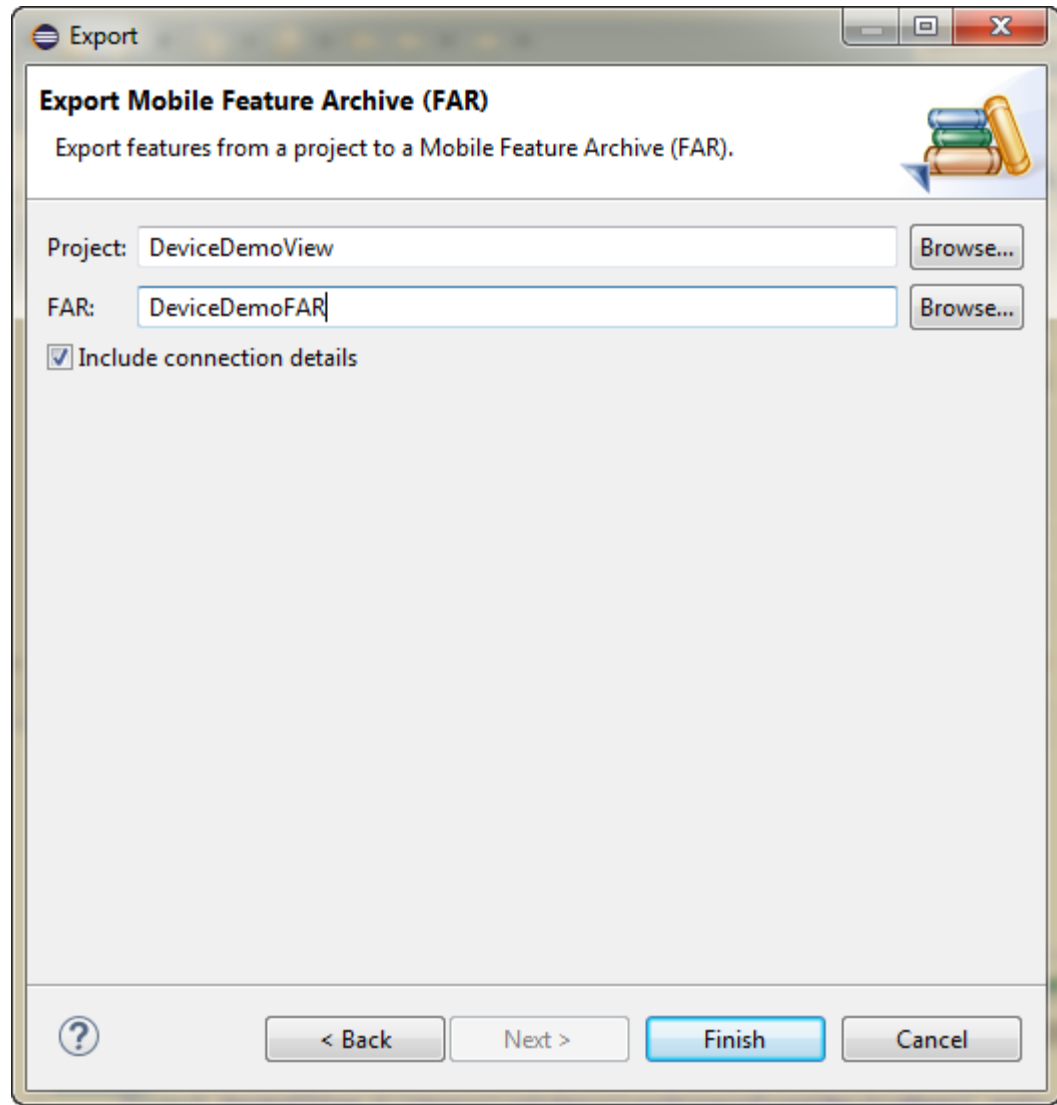 Export
Export Mobile Feature Archive (FAR)
Export features from a project to a Mobile Feature Archive (FAR).
Project: DeviceDemoView Browse...
FAR: DeviceDemoFAR Browse...
Include connection details
? < Back Next > Finish Cancel